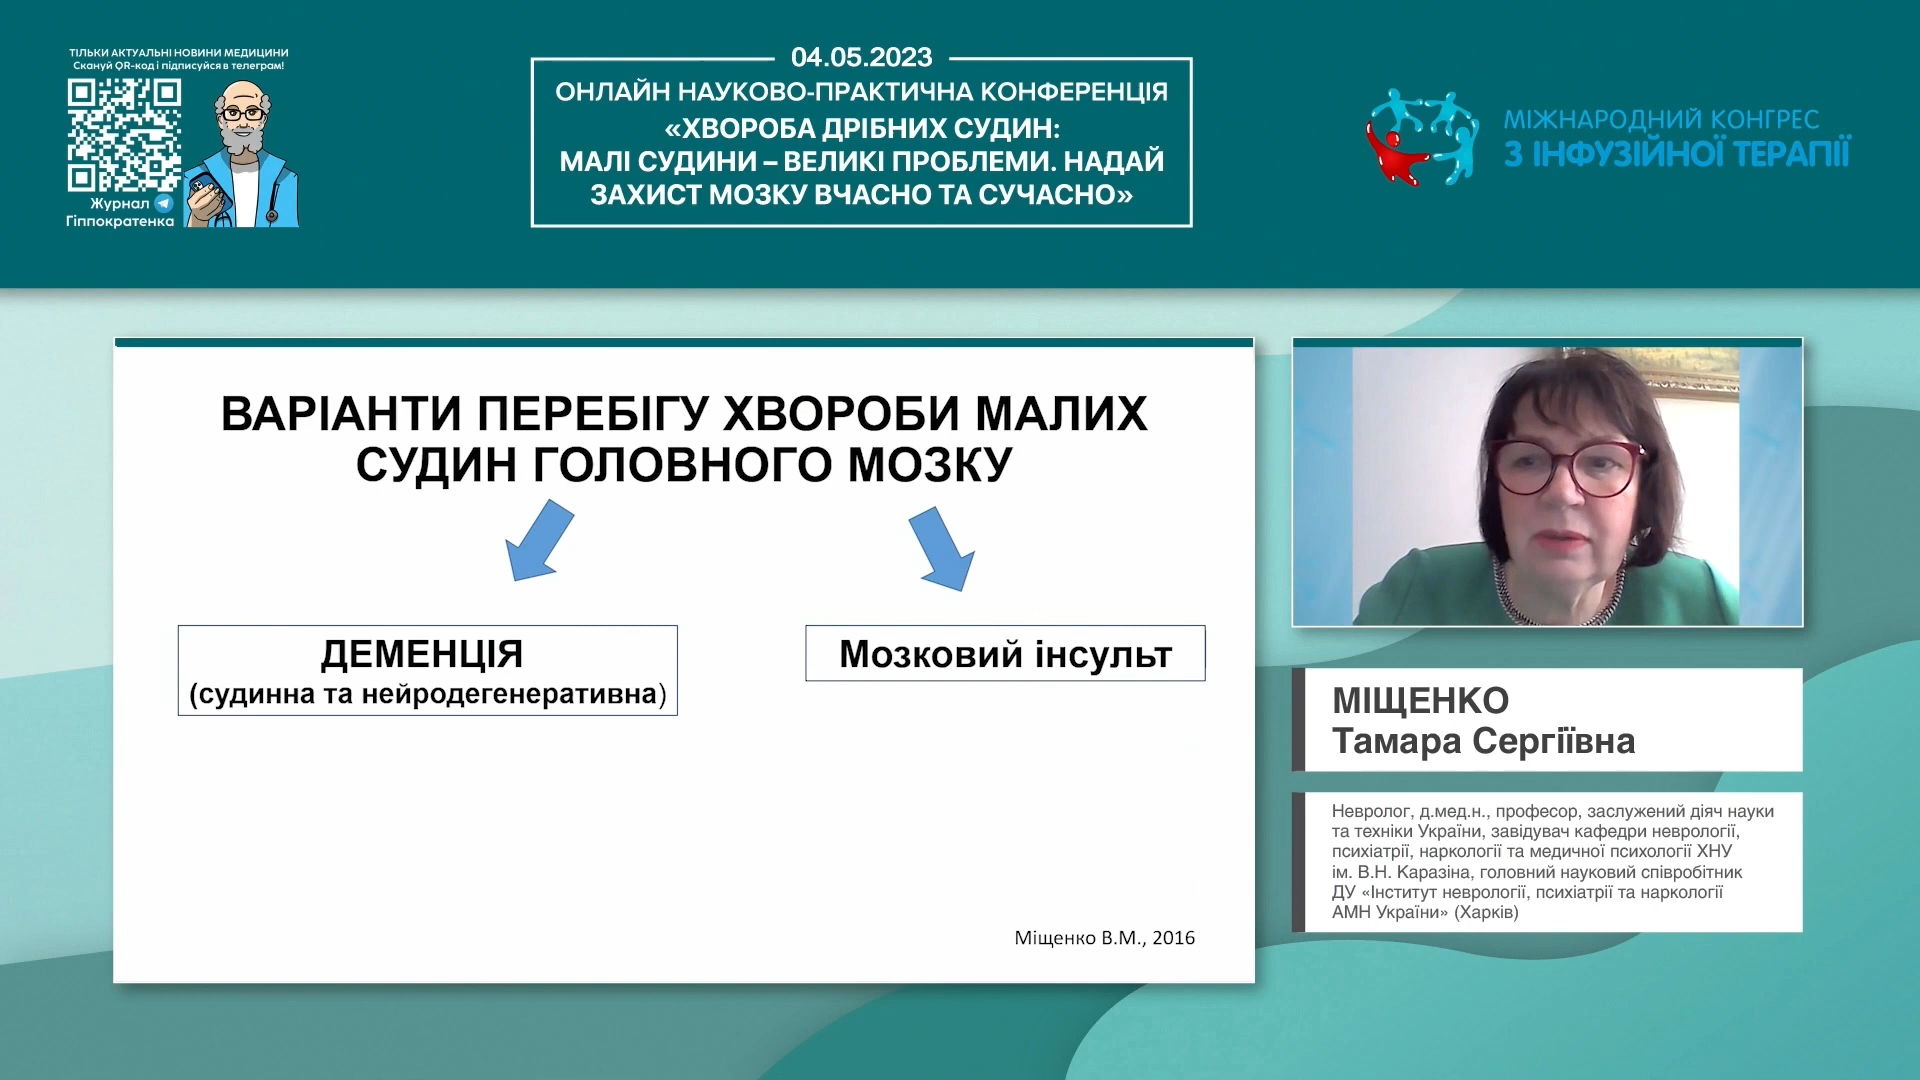 ТІЛЬКИ АКТУАЛЬНІ НОВИНИ МЕДИЦИНИ
Скануй QR-код і підписуйся в телеграм!
Журнал
Гіппократенка
04.05.2023
ОНЛАЙН НАУКОВО-ПРАКТИЧНА КОНФЕРЕНЦІЯ
«ХВОРОБА ДРІБНИХ СУДИН:
МАЛІ СУДИНИ – ВЕЛИКІ ПРОБЛЕМИ. НАДАЙ
ЗАХИСТ МОЗКУ ВЧАСНО ТА СУЧАСНО»
МІЖНАРОДНИЙ КОНГРЕС
З ІНФУЗІЙНОЇ ТЕРАПІЇ
ВАРІАНТИ ПЕРЕБІГУ ХВОРОБИ МАЛИХ
СУДИН ГОЛОВНОГО МОЗКУ
ДЕМЕНЦІЯ
(судинна та нейродегенеративна)
Мозковий інсульт
Міщенко В.М., 2016
МІЩЕНКО
Тамара Сергіївна
Невролог, д.мед.н., професор, заслужений діяч науки
та техніки України, завідувач кафедри неврології,
психіатрії, наркології та медичної психології ХНУ
ім. В.Н. Каразіна, головний науковий співробітник
ДУ «Інститут неврології, психіатрії та наркології
АМН України» (Харків)